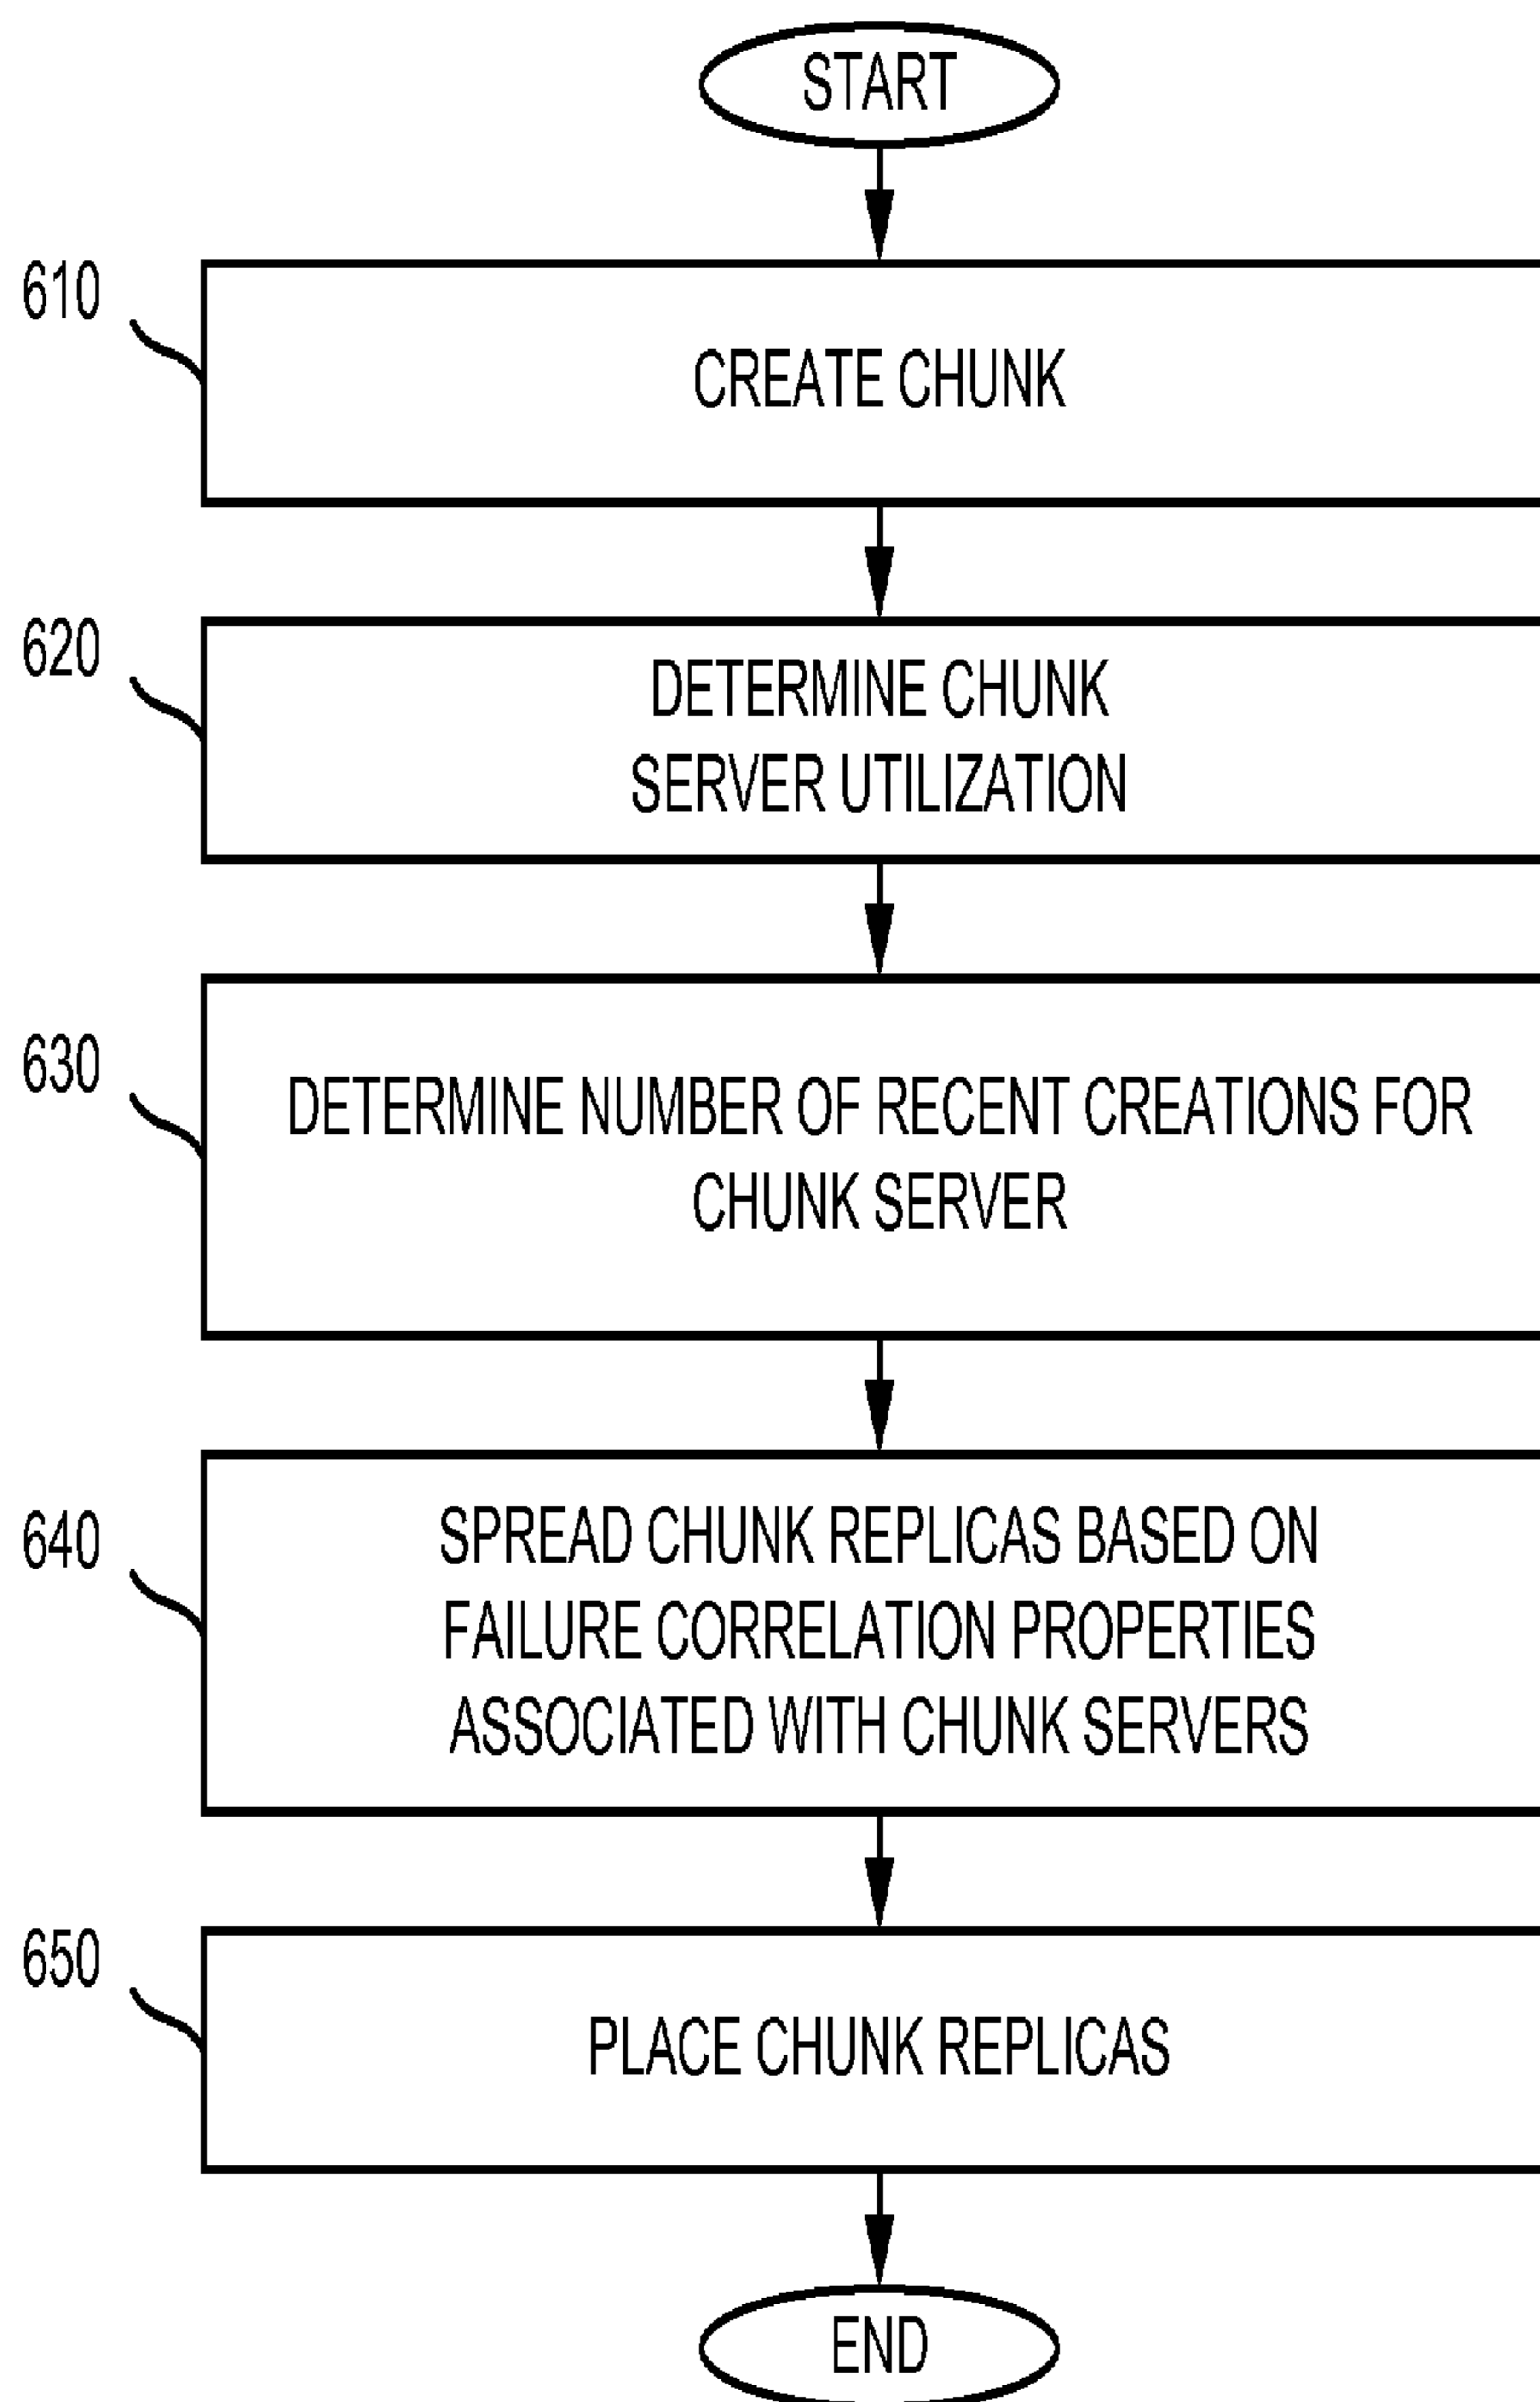 START
610
CREATE CHUNK
620
DETERMINE CHUNK
SERVER UTILIZATION
630
DETERMINE NUMBER OF RECENT CREATIONS FOR
CHUNK SERVER
640
SPREAD CHUNK REPLICAS BASED ON
FAILURE CORRELATION PROPERTIES
ASSOCIATED WITH CHUNK SERVERS
650
PLACE CHUNK REPLICAS
END